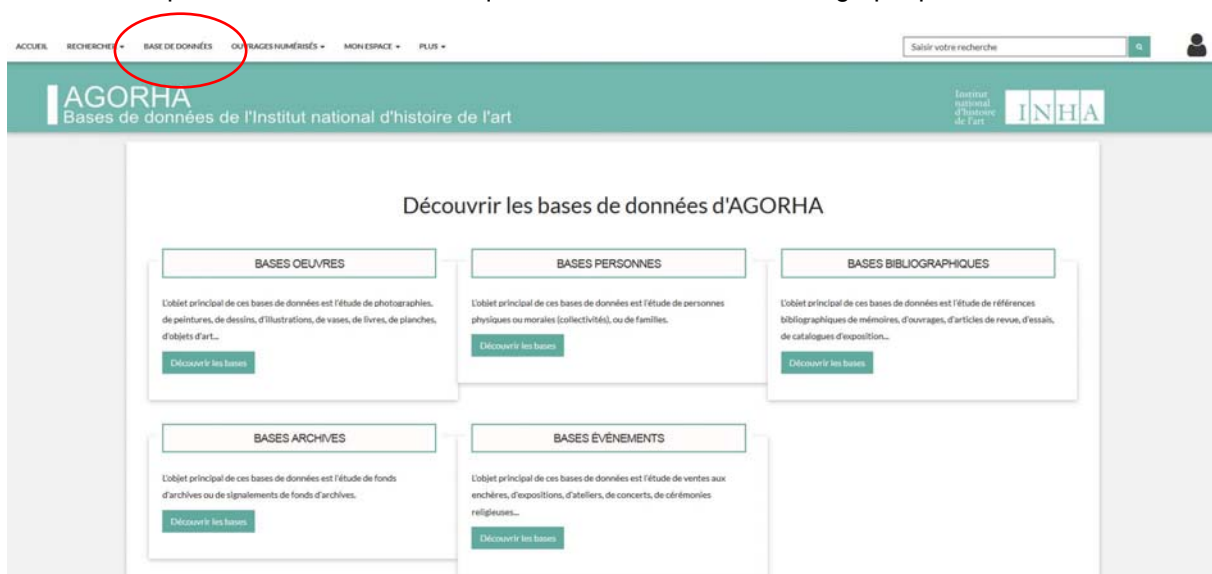 ACCUEIL RECHERCHER BASE DE DONNÉES OUVRAGES NUMÉRISÉS MON ESPACE PLUS
Saisir votre recherche
AGORHA
Bases de données de l'Institut national d'histoire de l'art
Institut
national
d'histoire
de l'art
INHA
Découvrir les bases de données d'AGORHA
BASES OEUVRES
L'objet principal de ces bases de données est l'étude de photographies,
de peintures, de dessins, d'illustrations, de vases, de livres, de planches,
d'objets d'art...
Découvrir les bases
BASES PERSONNES
L'objet principal de ces bases de données est l'étude de personnes
physiques ou morales (collectivités), ou de familles.
Découvrir les bases
BASES BIBLIOGRAPHIQUES
L'objet principal de ces bases de données est l'étude de références
bibliographiques de mémoires, d'ouvrages, d'articles de revue, d'essais,
de catalogues d'exposition...
Découvrir les bases
BASES ARCHIVES
L'objet principal de ces bases de données est l'étude de fonds
d'archives ou de signalements de fonds d'archives.
Découvrir les bases
BASES ÉVÉNEMENTS
L'objet principal de ces bases de données est l'étude de ventes aux
enchères, d'expositions, d'ateliers, de concerts, de cérémonies
religieuses...
Découvrir les bases